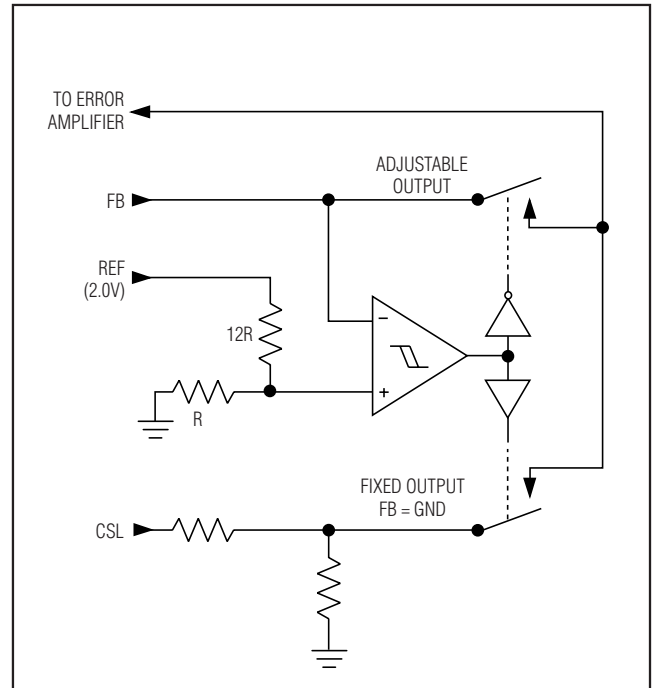 TO ERROR
AMPLIFIER
ADJUSTABLE
OUTPUT
FB
REF
(2.0V)
12R
−
+
R
FIXED OUTPUT
FB = GND
CSL